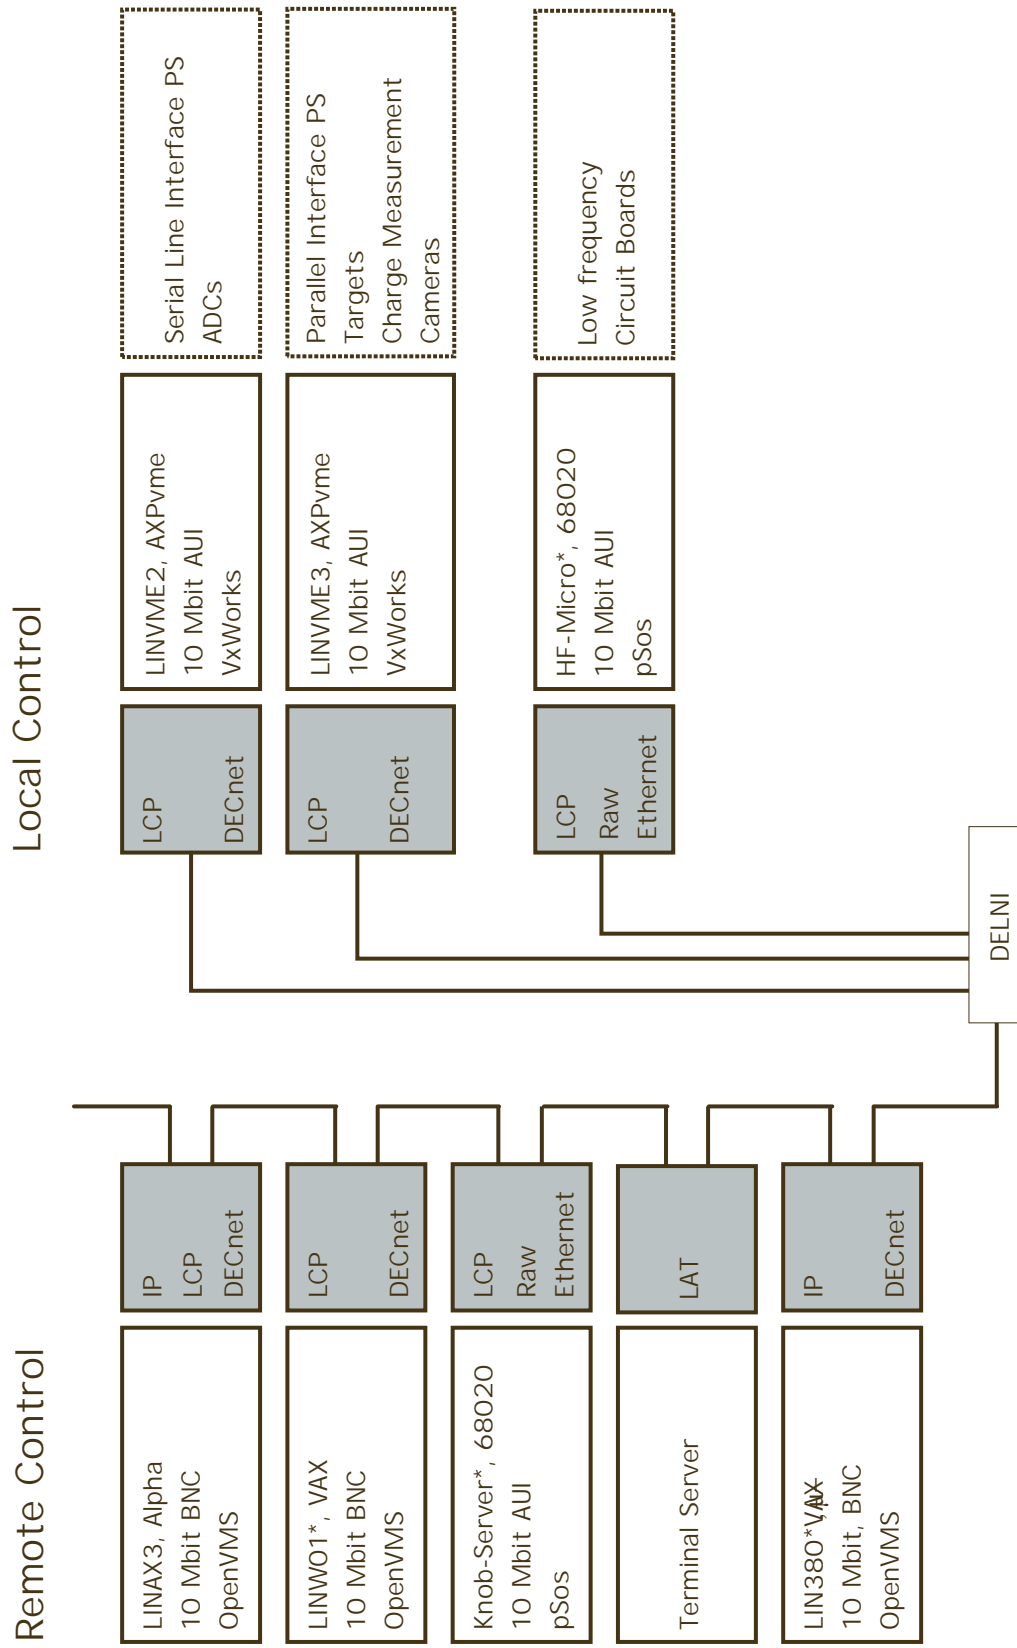 Remote Control
LINAX3, Alpha
10 Mbit BNC
OpenVMS
IP
LCP
DECnet
LINW01*, VAX
10 Mbit BNC
OpenVMS
LCP
DECnet
Knob-Server*, 68020
10 Mbit AUI
pSos
LCP
Raw
Ethernet
Terminal Server
LAT
LIN380*
10 Mbit, BNC
OpenVMS
IP
DECnet
DELNI
Local Control
LCP
DECnet
LINVME2, AXPvme
10 Mbit AUI
VxWorks
Serial Line Interface PS
ADCs
LCP
DECnet
LINVME3, AXPvme
10 Mbit AUI
VxWorks
Parallel Interface PS
Targets
Charge Measurement
Cameras
LCP
Raw
Ethernet
HF-Micro*, 68020
10 Mbit AUI
pSos
Low frequency
Circuit Boards